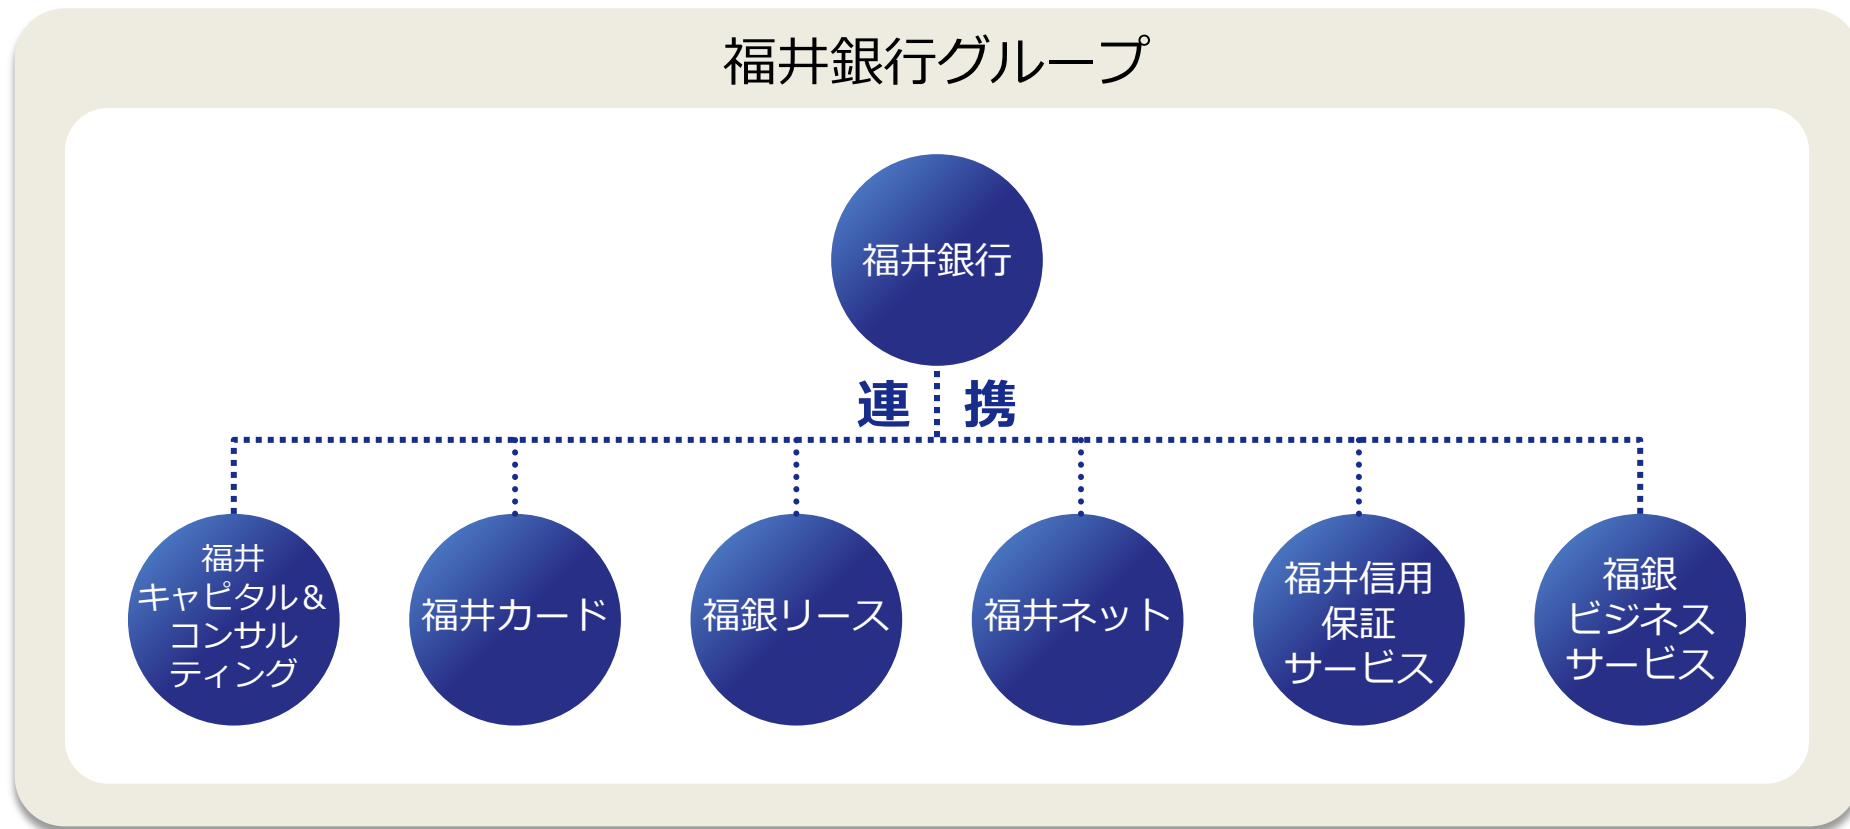 福井銀行グループ
福井銀行
連 携
福井
キャピタル&
コンサル
ティング
福井カード
福銀リース
福井ネット
福井信用
保証
サービス
福銀
ビジネス
サービス